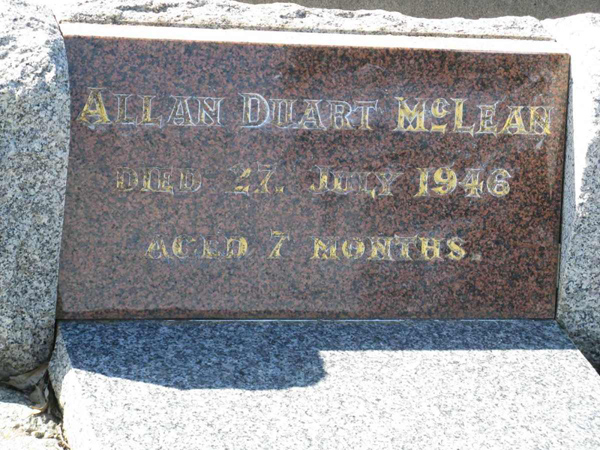 ALLAN DUART McLEAN
DIED 27. JULY 1946
AGED 7 MONTHS.